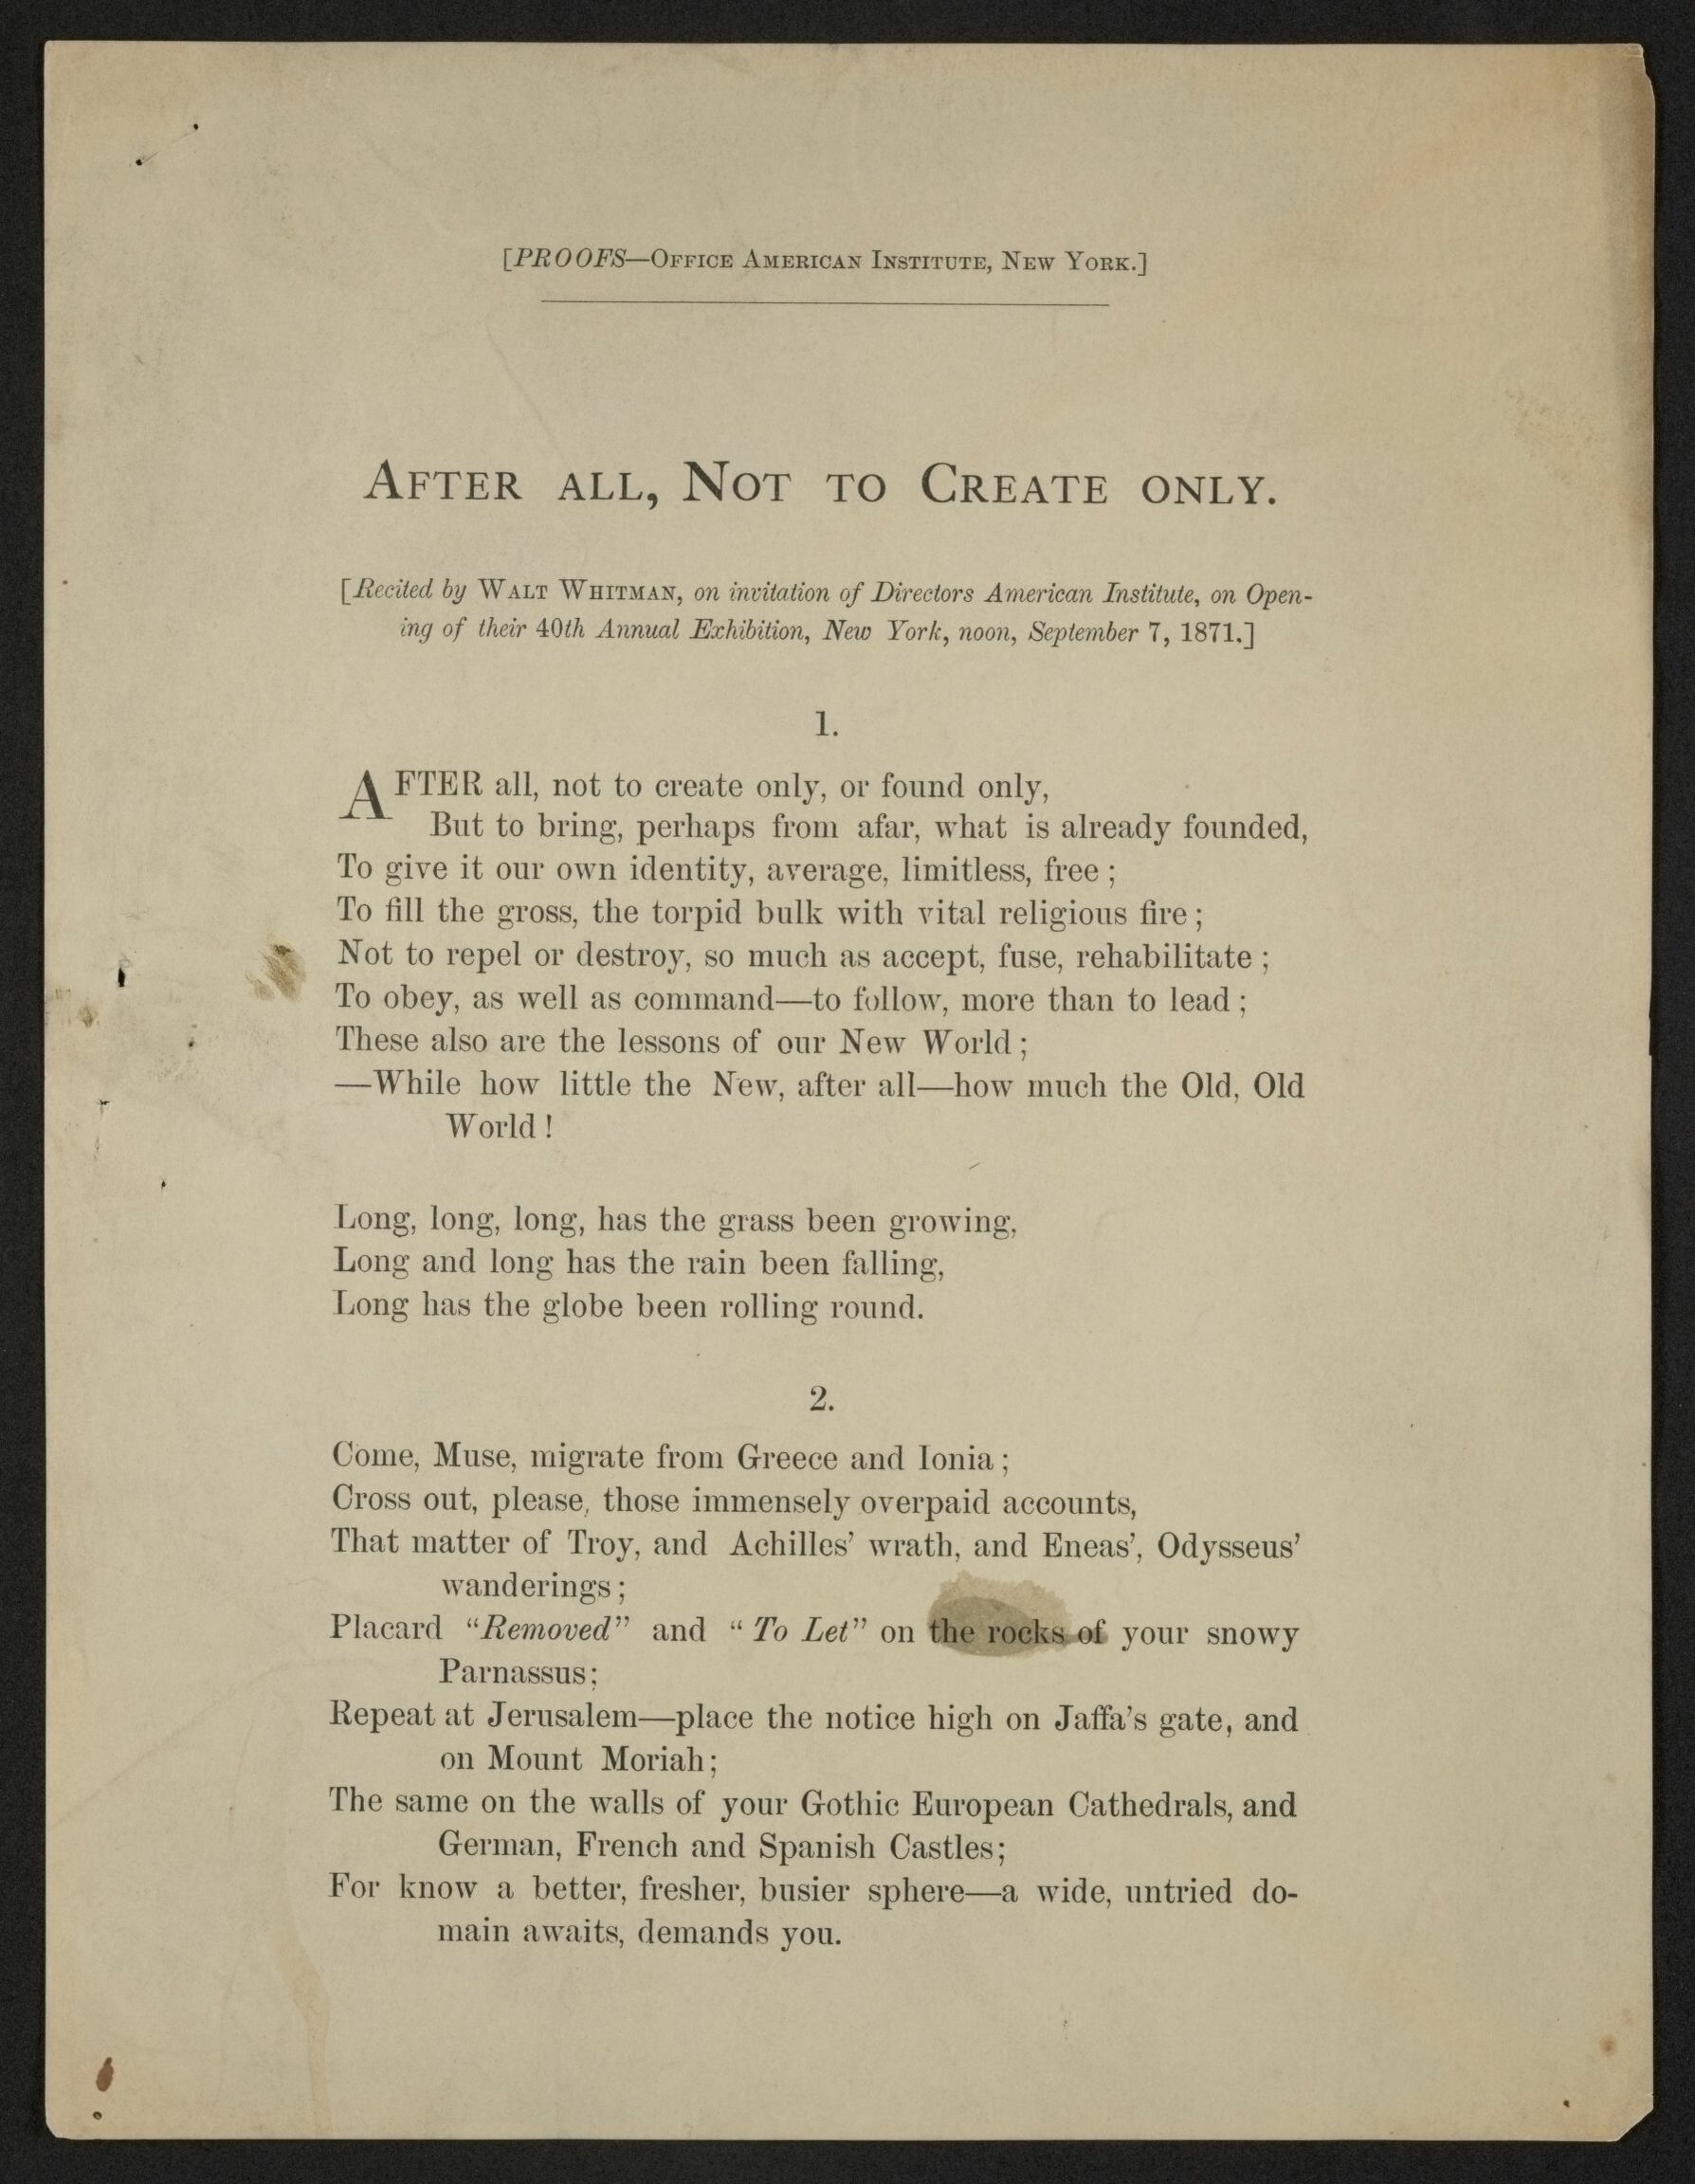 [PROOFS—OFFICE AMERICAN INSTITUTE, NEW YORK.]
AFTER ALL, NOT TO CREATE ONLY.
[Recited by WALT WHITMAN, on invitation of Directors American Institute, on Open-
ing of their 40th Annual Exhibition, New York, noon, September 7, 1871.]
1.
AFTER all, not to create only, or found only,
But to bring, perhaps from afar, what is already founded,
To give it our own identity, average, limitless, free ;
To fill the gross, the torpid bulk with vital religious fire ;
Not to repel or destroy, so much as accept, fuse, rehabilitate ;
To obey, as well as command—to follow, more than to lead ;
These also are the lessons of our New World ;
—While how little the New, after all—how much the Old, Old
World !
Long, long, long, has the grass been growing,
Long and long has the rain been falling,
Long has the globe been rolling round.
2.
Come, Muse, migrate from Greece and Ionia ;
Cross out, please, those immensely overpaid accounts,
That matter of Troy, and Achilles’ wrath, and Eneas’, Odysseus’
wanderings ;
Placard “Removed” and “To Let” on the rocks of your snowy
Parnassus ;
Repeat at Jerusalem—place the notice high on Jaffa’s gate, and
on Mount Moriah ;
The same on the walls of your Gothic European Cathedrals, and
German, French and Spanish Castles ;
For know a better, fresher, busier sphere—a wide, untried do-
main awaits, demands you.